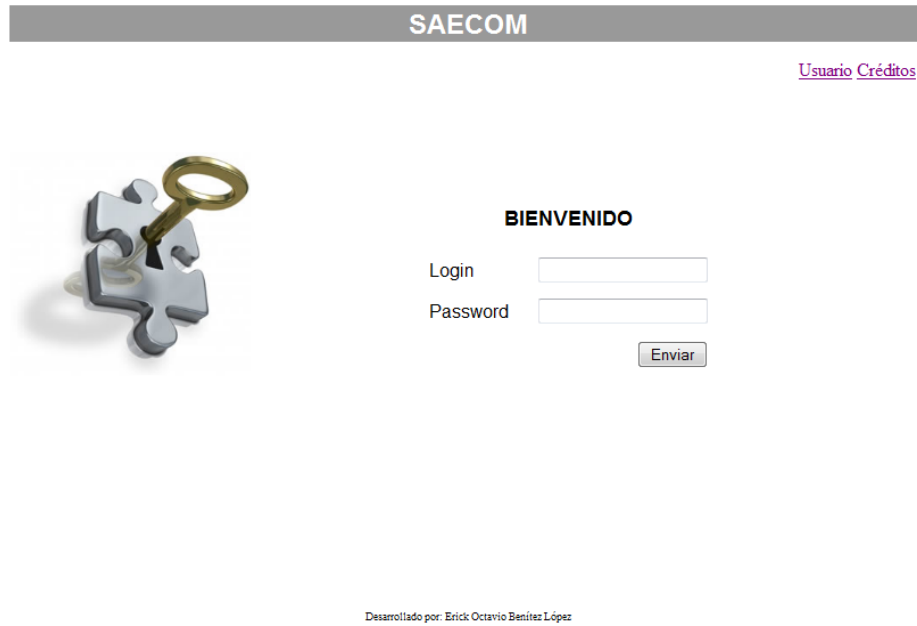 SAECOM
Usuario Créditos
BIENVENIDO
Login
Password
Enviar
Desarrollado por: Erick Octavio Benítez López